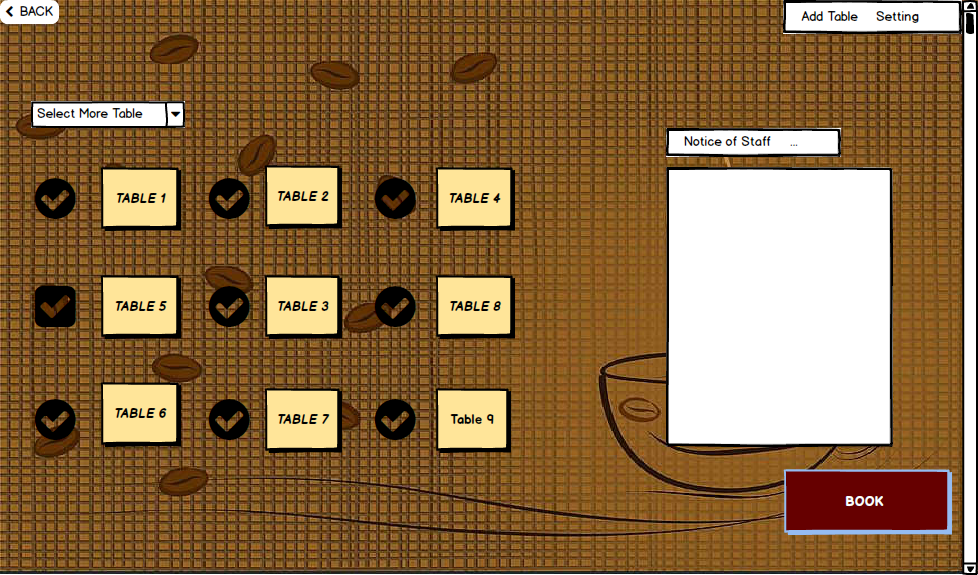 BACK
Add Table Setting
Select More Table
Notice of Staff ...
TABLE 1
TABLE 2
TABLE 4
TABLE 5
TABLE 3
TABLE 8
TABLE 6
TABLE 7
Table 9
BOOK